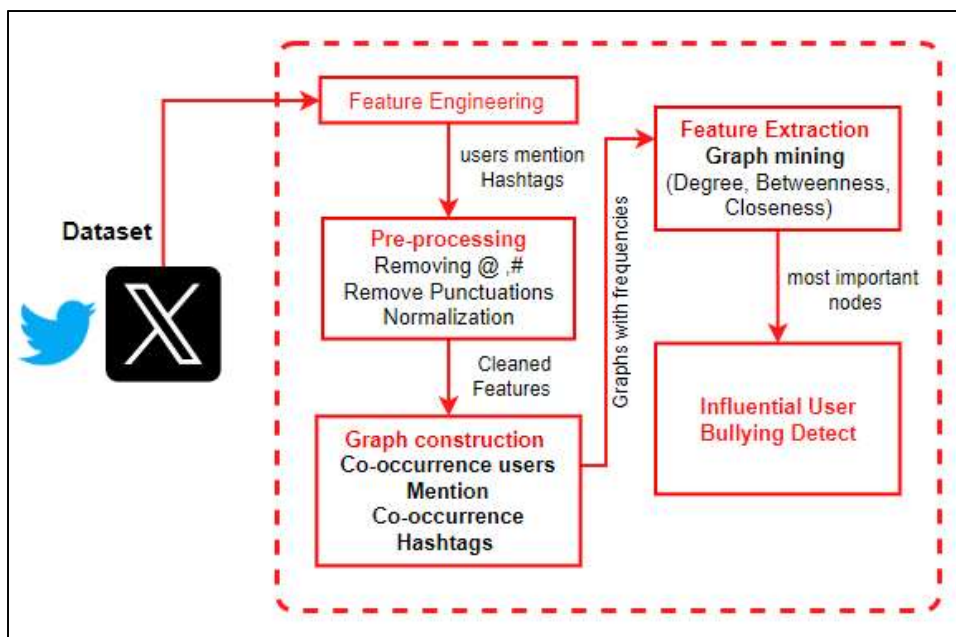 Dataset
Feature Engineering
users mention
Hashtags
Pre-processing
Removing @ ,#
Remove Punctuations
Normalization
Cleaned
Features
Graph construction
Co-occurrence users
Mention
Co-occurrence
Hashtags
Graphs with frequencies
Feature Extraction
Graph mining
(Degree, Betweenness,
Closeness)
most important
nodes
Influential User
Bullying Detect